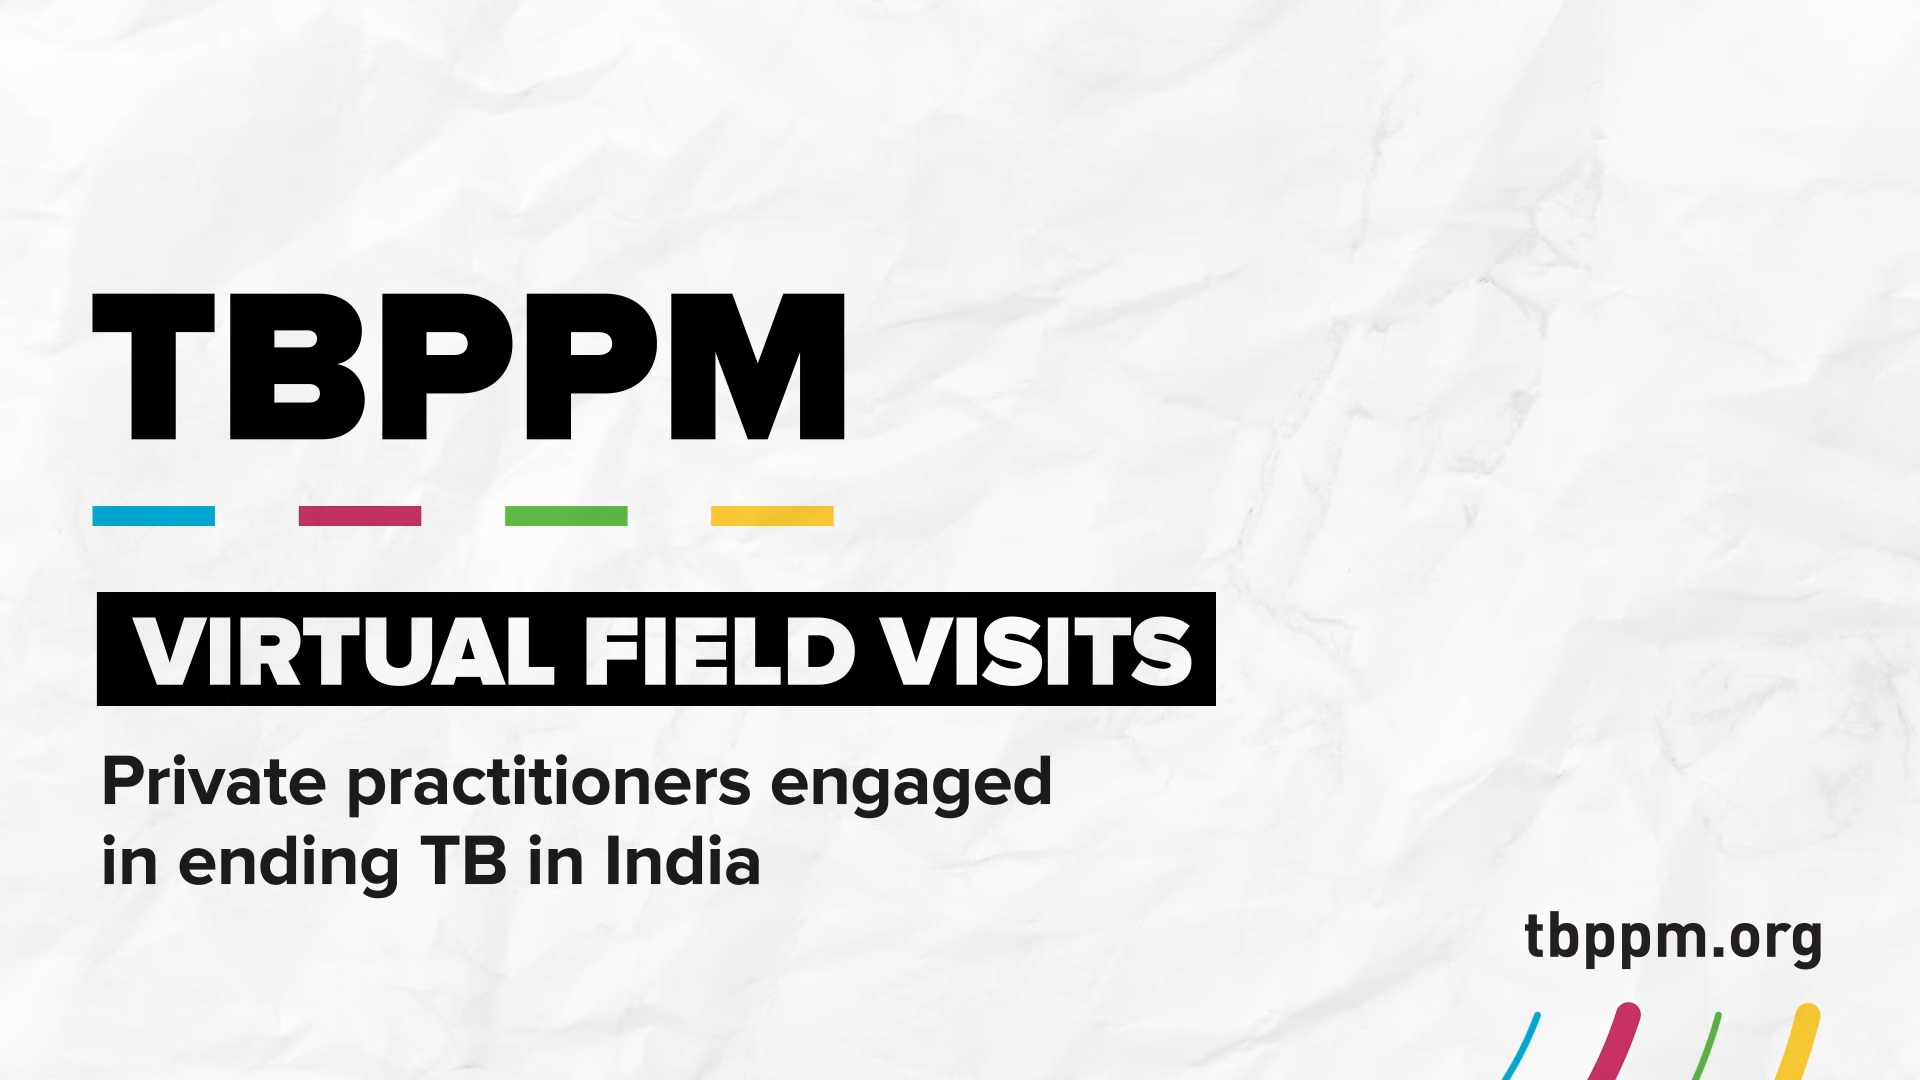 TBPPM
VIRTUAL FIELD VISITS
Private practitioners engaged
in ending TB in India
tbppm.org